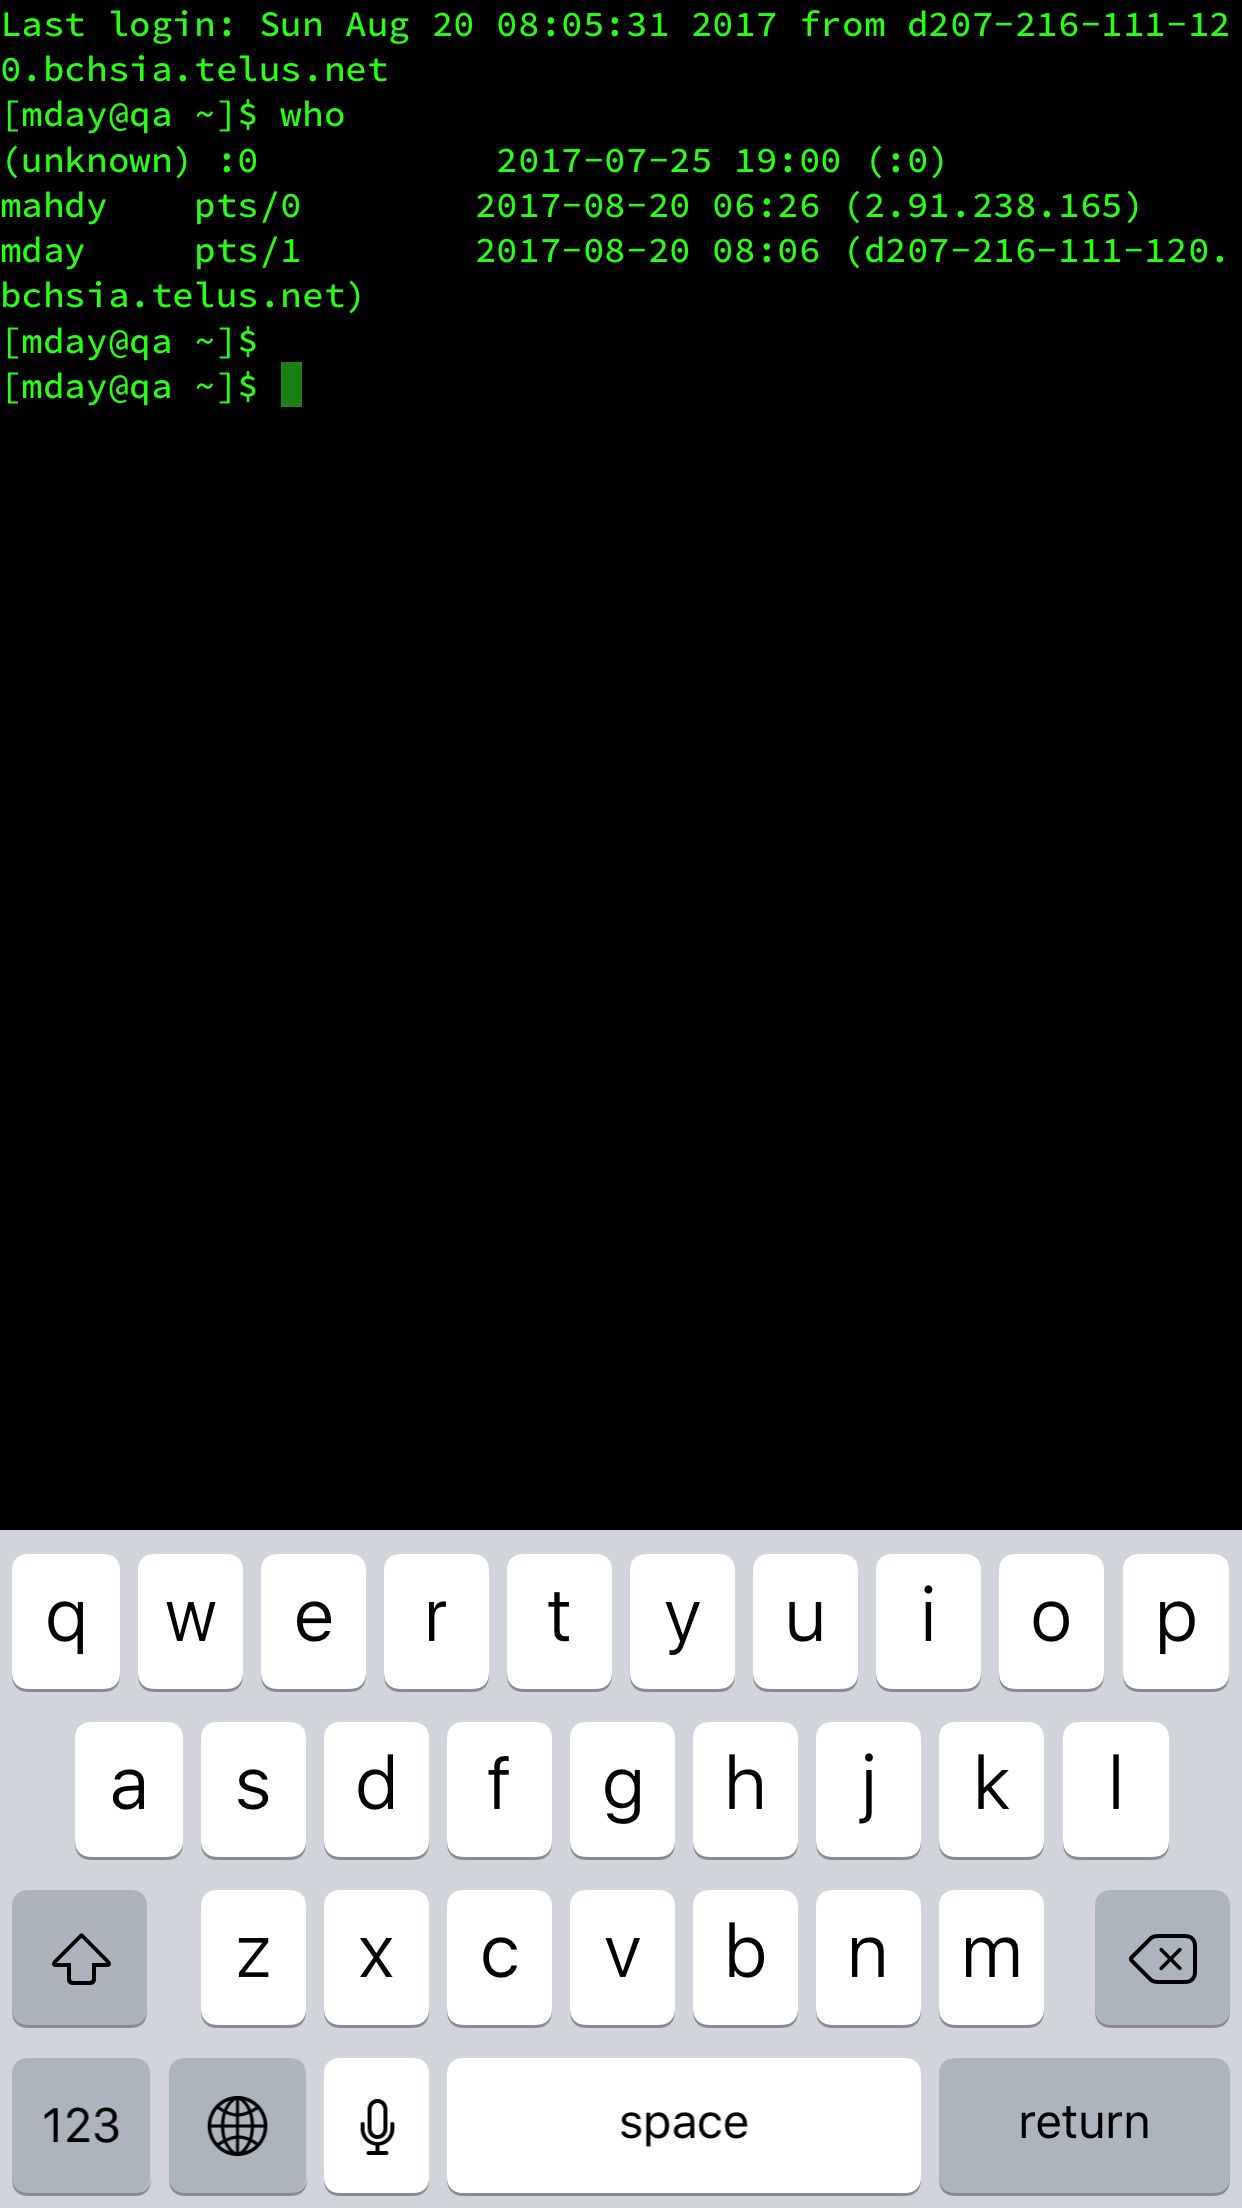 Last login: Sun Aug 20 08:05:31 2017 from d207-216-111-12
0.bchsia.telus.net
[mday@qa ~]$ who
(unknown) :0           2017-07-25 19:00 (:0)
mahdy    pts/0        2017-08-20 06:26 (2.91.238.165)
mday     pts/1        2017-08-20 08:06 (d207-216-111-120.
bchsia.telus.net)
[mday@qa ~]$
[mday@qa ~]$
q w e r t y u i o p
a s d f g h j k l
z x c v b n m
123 space return